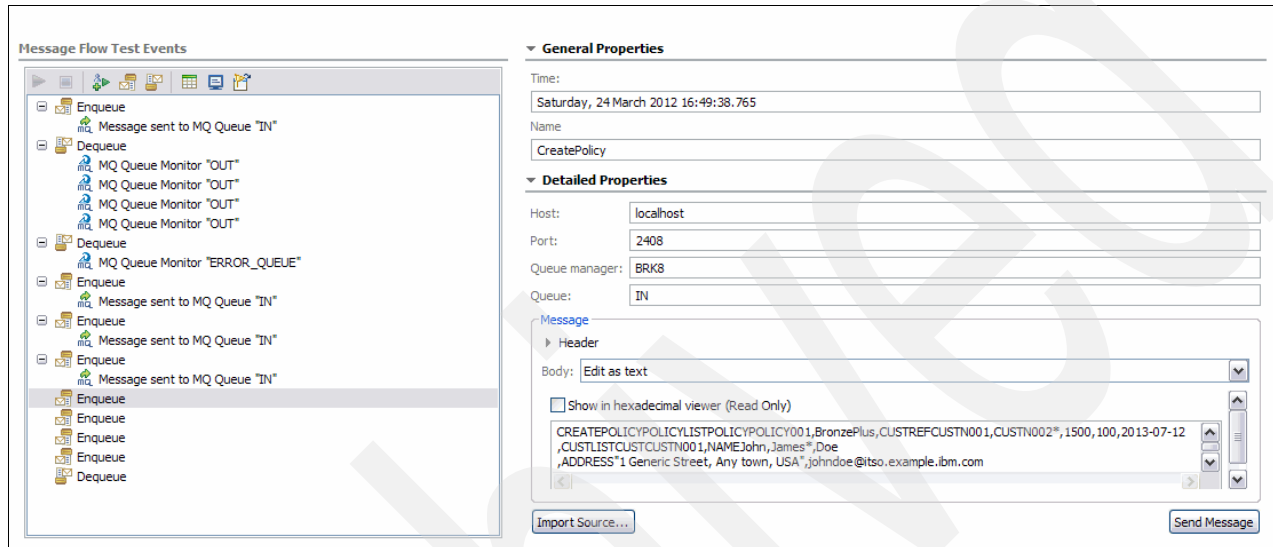 Message Flow Test Events
Enqueue
Message sent to MQ Queue "IN"
Dequeue
MQ Queue Monitor "OUT"
MQ Queue Monitor "OUT"
MQ Queue Monitor "OUT"
MQ Queue Monitor "OUT"
Dequeue
MQ Queue Monitor "ERROR_QUEUE"
Enqueue
Message sent to MQ Queue "IN"
Enqueue
Message sent to MQ Queue "IN"
Enqueue
Message sent to MQ Queue "IN"
Enqueue
Enqueue
Enqueue
Enqueue
Dequeue
General Properties
Time:
Saturday, 24 March 2012 16:49:38.765
Name
CreatePolicy
Detailed Properties
Host: localhost
Port: 2408
Queue manager: BRK8
Queue: IN
Message
Header
Body: Edit as text
Show in hexadecimal viewer (Read Only)
CREATEPOLICYPOLICYLISTPOLICYPOLICY001,BronzePlus,CUSTREFCUSTN001,CUSTN002*,1500,100,2013-07-12
,CUSTLISTCUSTCUSTN001,NAMEJohn,James*,Doe
,ADDRESS"1 Generic Street, Any town, USA",johndoe@itso.example.ibm.com
Import Source... Send Message